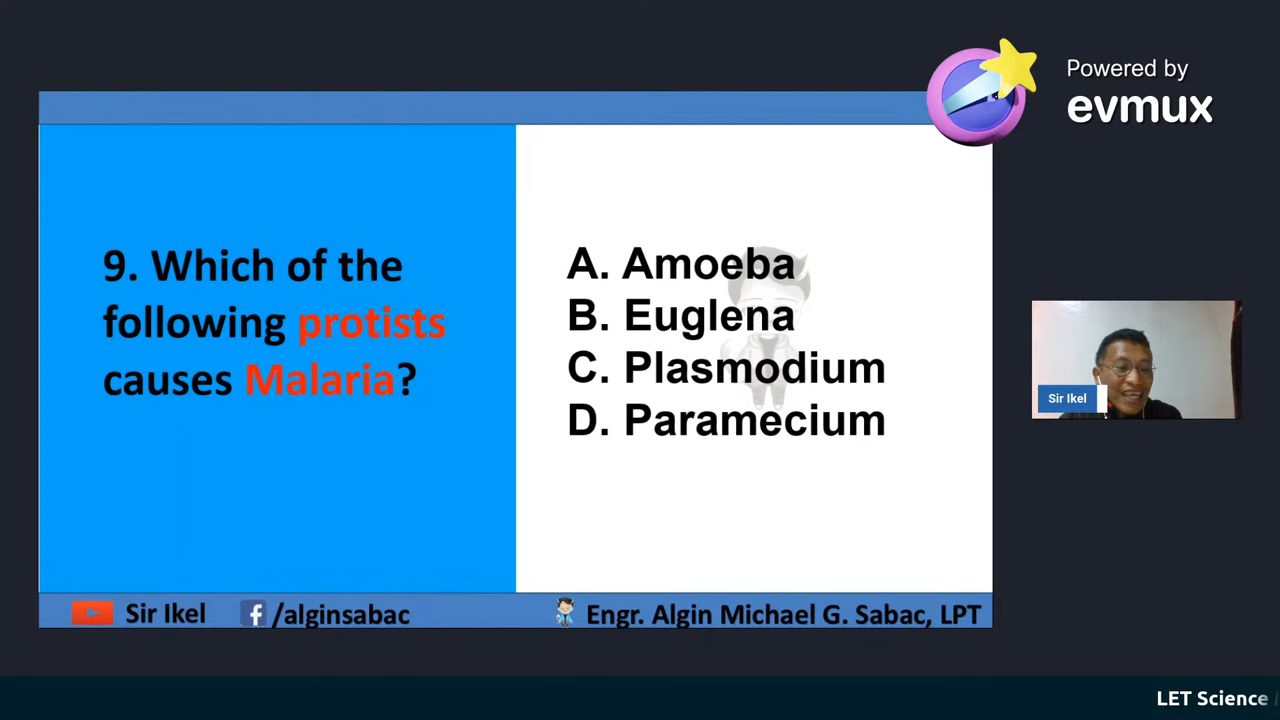 Powered by
evmux
9. Which of the
following protists
causes Malaria?
A. Amoeba
B. Euglena
C. Plasmodium
D. Paramecium
Sir Ikel
Sir Ikel
/alginsabac
Engr. Algin Michael G. Sabac, LPT
LET Science